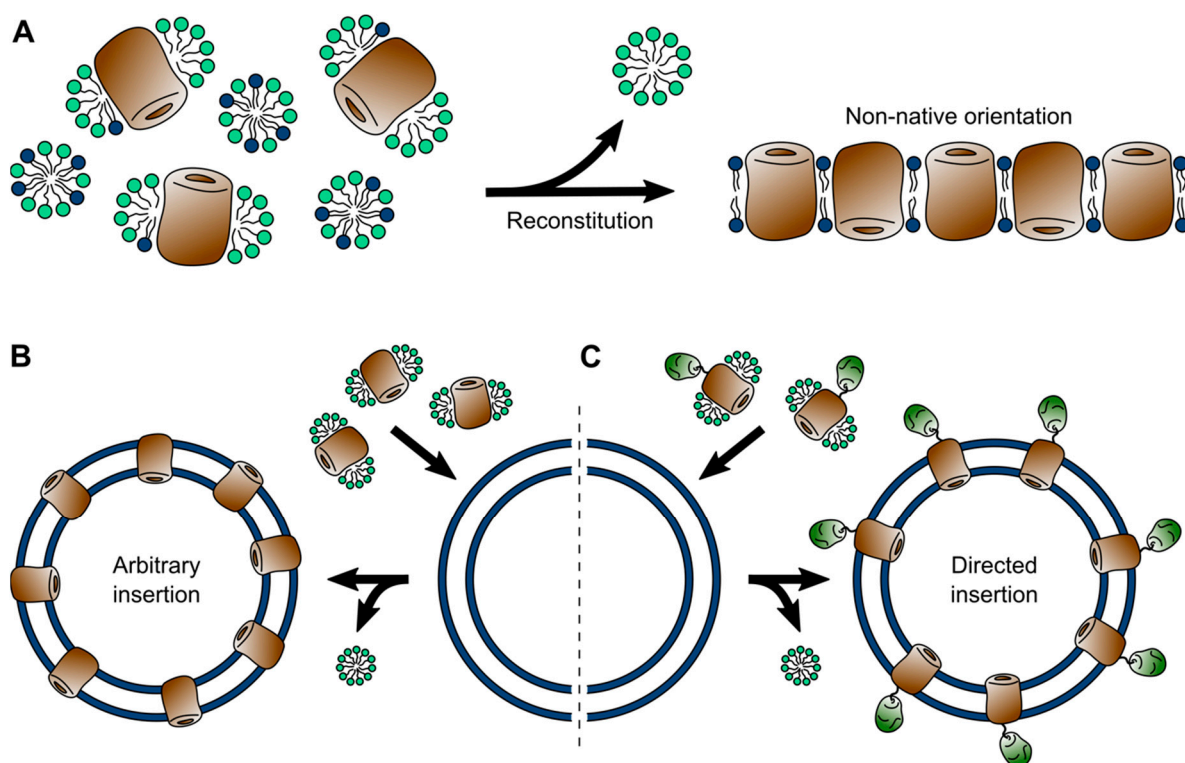 A
Reconstitution
Non-native orientation
B
C
Arbitrary
insertion
Directed
insertion